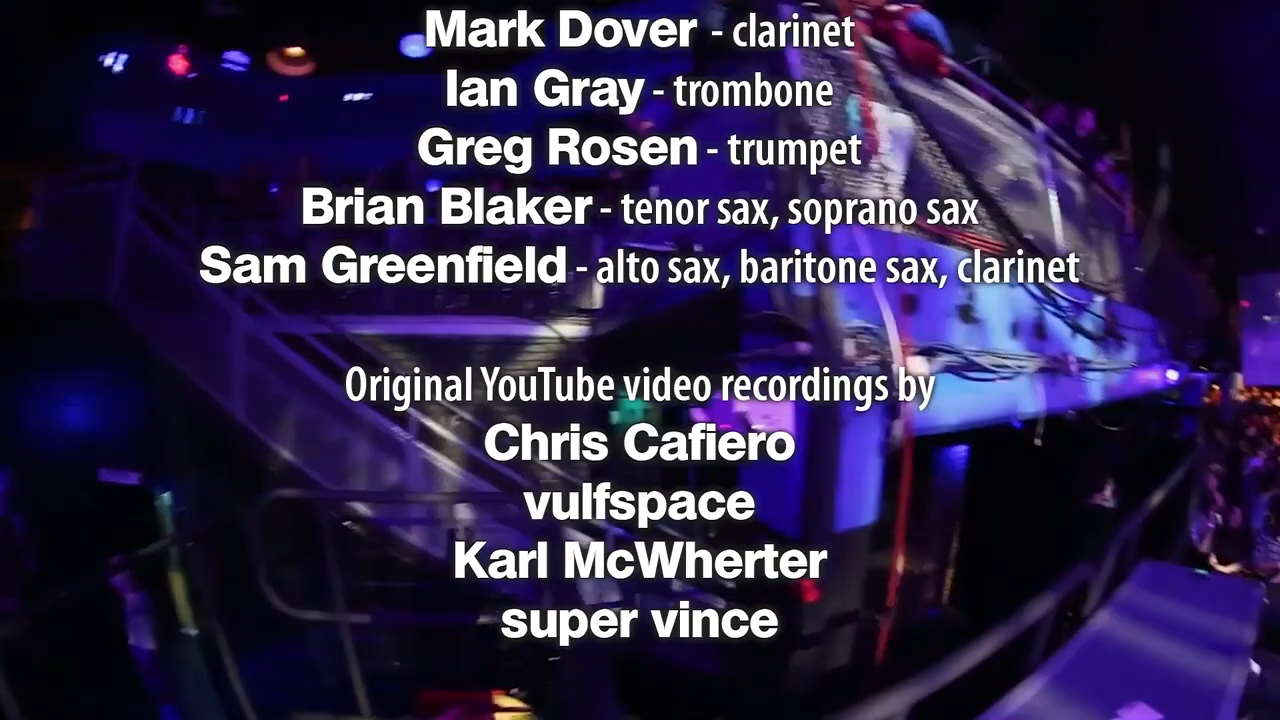 Mark Dover - clarinet
Ian Gray - trombone
Greg Rosen - trumpet
Brian Blaker - tenor sax, soprano sax
Sam Greenfield - alto sax, baritone sax, clarinet
Original YouTube video recordings by
Chris Cafiero
vulfspace
Karl McWherter
super vince